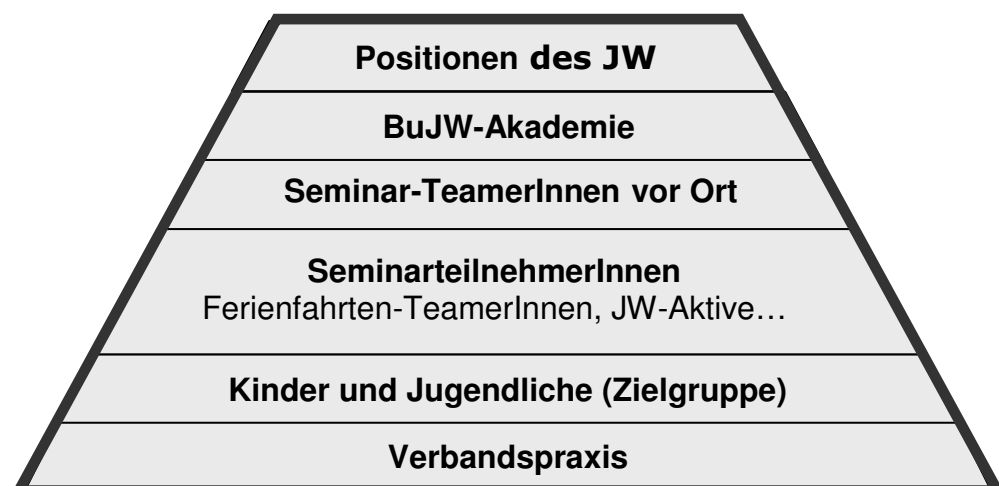 Positionen des JW
BuJW-Akademie
Seminar-TeamerInnen vor Ort
SeminarteilnehmerInnen
Ferienfahrten-TeamerInnen, JW-Aktive…
Kinder und Jugendliche (Zielgruppe)
Verbandspraxis